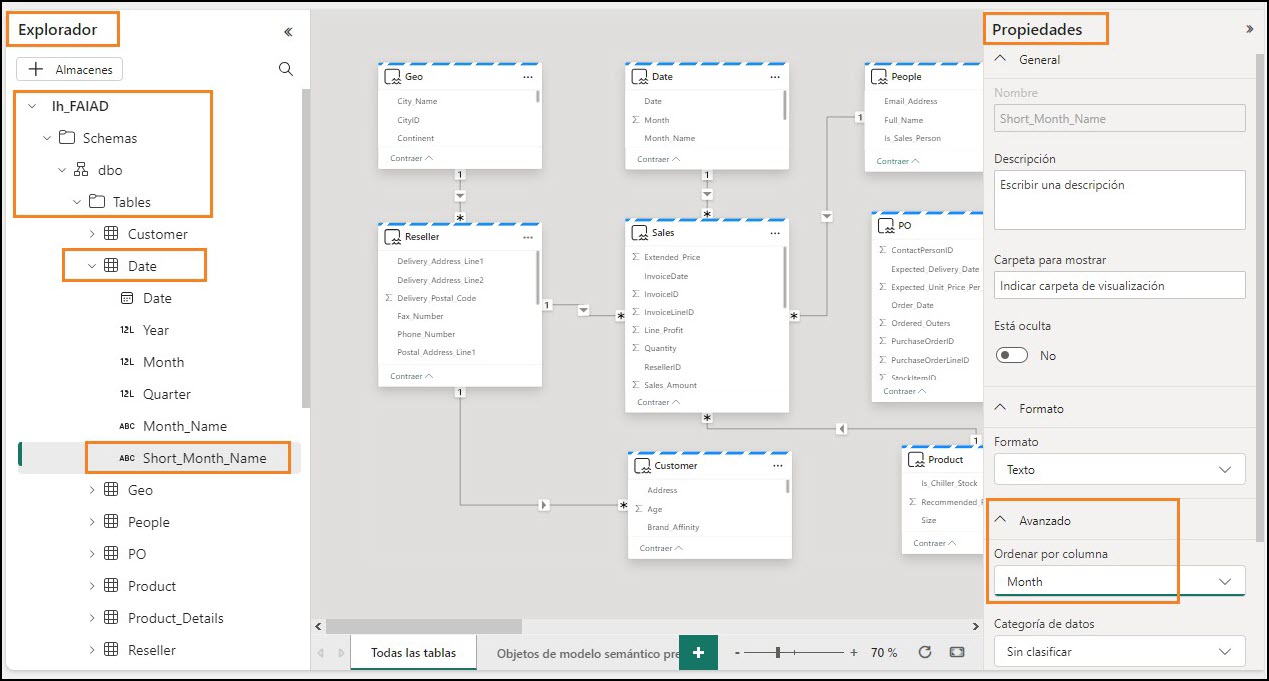 Explorador
Almacenes
lh_FAIAD
Schemas
dbo
Tables
Customer
Date
Date
12L Year
12L Month
12L Quarter
ABC Month_Name
ABC Short_Month_Name
Geo
People
PO
Product
Product_Details
Reseller
Geo
City_Name
CityID
Continent
Contraer
Date
Date
Σ Month
Month_Name
Contraer
People
Email_Address
Full_Name
Is_Sales_Person
Contraer
1
*
1
*
1
Reseller
Delivery_Address_Line1
Delivery_Address_Line2
Σ Delivery_Postal_Code
Fax_Number
Phone_Number
Postal_Address_Line1
Contraer
1
*
1
Sales
Σ Extended_Price
InvoiceDate
Σ InvoiceID
Σ InvoiceLineID
Σ Line_Profit
Σ Quantity
ResellerID
Σ Sales_Amount
Contraer
*
*
PO
Σ ContactPersonID
Expected_Delivery_Date
Σ Expected_Unit_Price_Per_
Order_Date
Σ Ordered_Outers
Σ PurchaseOrderID
Σ PurchaseOrderLineID
Σ StockItemID
Contraer
*
Customer
Address
Σ Age
Brand_Affinity
Contraer
1
Product
Is_Chiller_Stock
Σ Recommended_
Size
Contraer
Todas las tablas
Objetos de modelo semántico pre
+
- + 70 %
Propiedades
General
Nombre
Short_Month_Name
Descripción
Escribir una descripción
Carpeta para mostrar
Indicar carpeta de visualización
Está oculta
No
Formato
Formato
Texto
Avanzado
Ordenar por columna
Month
Categoría de datos
Sin clasificar